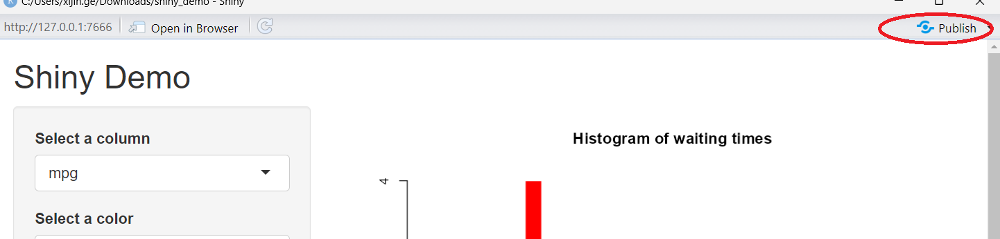 C:/Users/xijin.ge/Downloads/shiny_demo - Shiny
http://127.0.0.1:7666 Open in Browser Publish
Shiny Demo
Select a column
Histogram of waiting times
mpg
4
Select a color